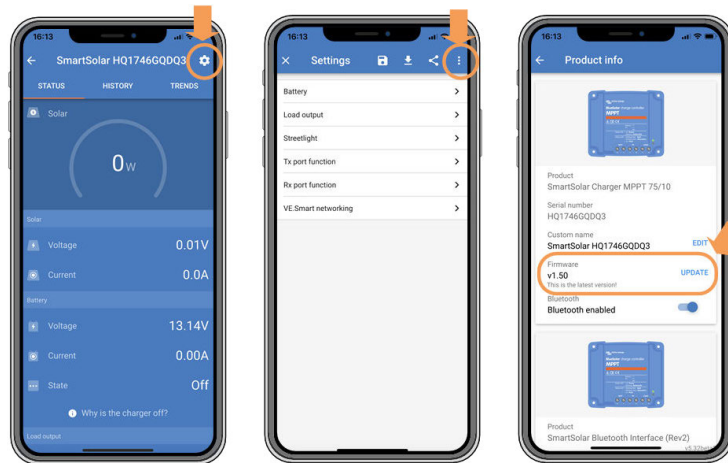 16:13
SmartSolar HQ1746GQDQ3
STATUS HISTORY TRENDS
Solar
0W
Solar
Voltage 0.01V
Current 0.0A
Battery
Voltage 13.14V
Current 0.00A
State Off
Why is the charger off?
Load output
16:13
Settings
Battery
Load output
Streetlight
Tx port function
Rx port function
VE.Smart networking
16:13
Product info
MPPT
Product
SmartSolar Charger MPPT 75/10
Serial number
HQ1746GQDQ3
Custom name
SmartSolar HQ1746GQDQ3 EDIT
Firmware
v1.50 UPDATE
This is the latest version!
Bluetooth
Bluetooth enabled
MPPT
Product
SmartSolar Bluetooth Interface (Rev2)